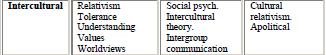 Intercultural
Relativism
Tolerance
Understanding
Values
Worldviews
Social psych.
Intercultural
theory.
Intergroup
communication
Cultural
relativism.
Apolitical